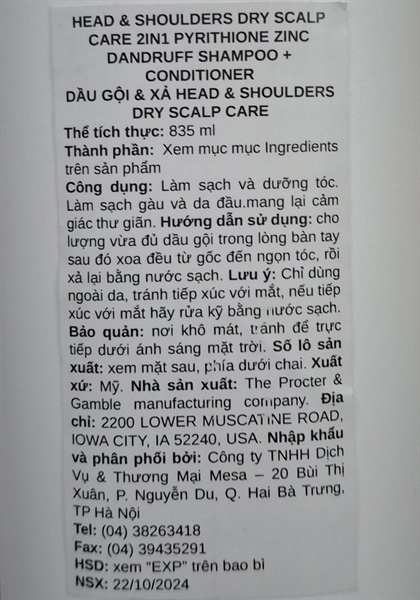 HEAD & SHOULDERS DRY SCALP
CARE 2IN1 PYRITHIONE ZINC
DANDRUFF SHAMPOO +
CONDITIONER
DẦU GỘI & XẢ HEAD & SHOULDERS
DRY SCALP CARE
Thể tích thực: 835 ml
Thành phần: Xem mục mục Ingredients
trên sản phẩm
Công dụng: Làm sạch và dưỡng tóc.
Làm sạch gàu và da đầu.mang lại cảm
giác thư giãn. Hướng dẫn sử dụng: cho
lượng vừa đủ dầu gội trong lòng bàn tay
sau đó xoa đều từ gốc đến ngọn tóc, rồi
xả lại bằng nước sạch. Lưu ý: Chỉ dùng
ngoài da, tránh tiếp xúc với mắt, nếu tiếp
xúc với mắt hãy rửa kỹ bằng nước sạch.
Bảo quản: nơi khô mát, tránh để trực
tiếp dưới ánh sáng mặt trời. Số lô sản
xuất: xem mặt sau, phía dưới chai. Xuất
xứ: Mỹ. Nhà sản xuất: The Procter &
Gamble manufacturing company. Địa
chỉ: 2200 LOWER MUSCATINE ROAD,
IOWA CITY, IA 52240, USA. Nhập khẩu
và phân phối bởi: Công ty TNHH Dịch
Vụ & Thương Mại Mesa – 20 Bùi Thị
Xuân, P. Nguyễn Du, Q. Hai Bà Trưng,
TP Hà Nội
Tel: (04) 38263418
Fax: (04) 39435291
HSD: xem “EXP” trên bao bì
NSX: 22/10/2024